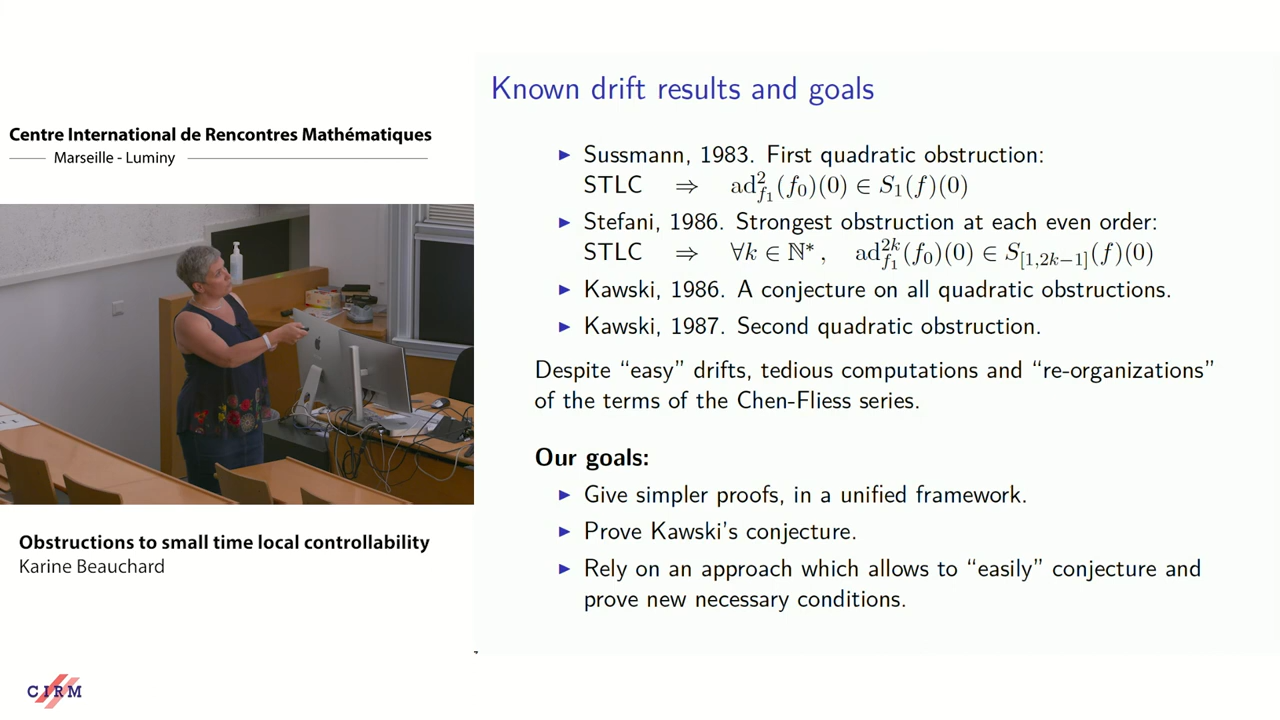 Centre International de Rencontres Mathématiques
Marseille - Luminy
Obstructions to small time local controllability
Karine Beauchard
CIRM
Known drift results and goals
► Sussmann, 1983. First quadratic obstruction:
STLC ⇒ ad²_{f₁}(f₀)(0) ∈ S₁(f)(0)
► Stefani, 1986. Strongest obstruction at each even order:
STLC ⇒ ∀k ∈ ℕ*, ad^{2k}_{f₁}(f₀)(0) ∈ S_{[1,2k−1]}(f)(0)
► Kawski, 1986. A conjecture on all quadratic obstructions.
► Kawski, 1987. Second quadratic obstruction.
Despite “easy” drifts, tedious computations and “re-organizations”
of the terms of the Chen-Fliess series.
Our goals:
► Give simpler proofs, in a unified framework.
► Prove Kawski’s conjecture.
► Rely on an approach which allows to “easily” conjecture and
prove new necessary conditions.